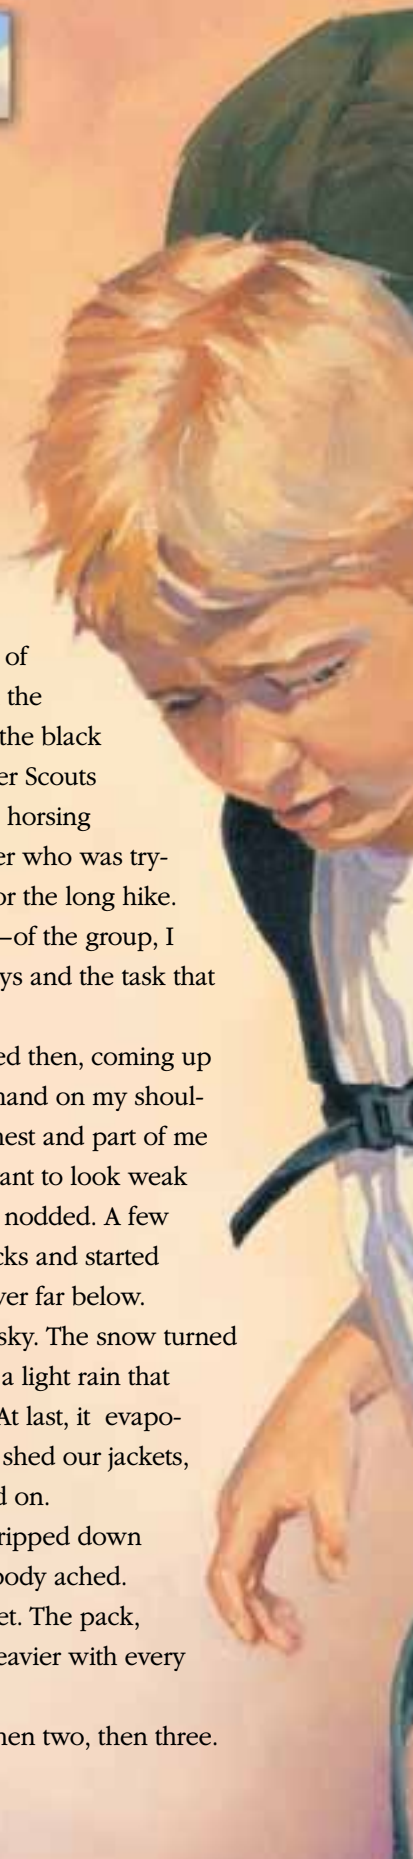 of
the
the black
er Scouts
horsing
er who was try-
or the long hike.
–of the group, I
ys and the task that
ed then, coming up
hand on my shoul-
nest and part of me
ant to look weak
nodded. A few
cks and started
ver far below.
sky. The snow turned
a light rain that
At last, it evapo-
shed our jackets,
d on.
ripped down
body ached.
et. The pack,
eavier with every
hen two, then three.